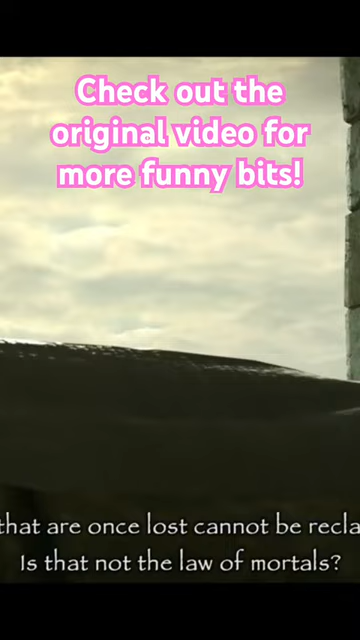 Check out the
original video for
more funny bits!
that are once lost cannot be recla
Is that not the law of mortals?